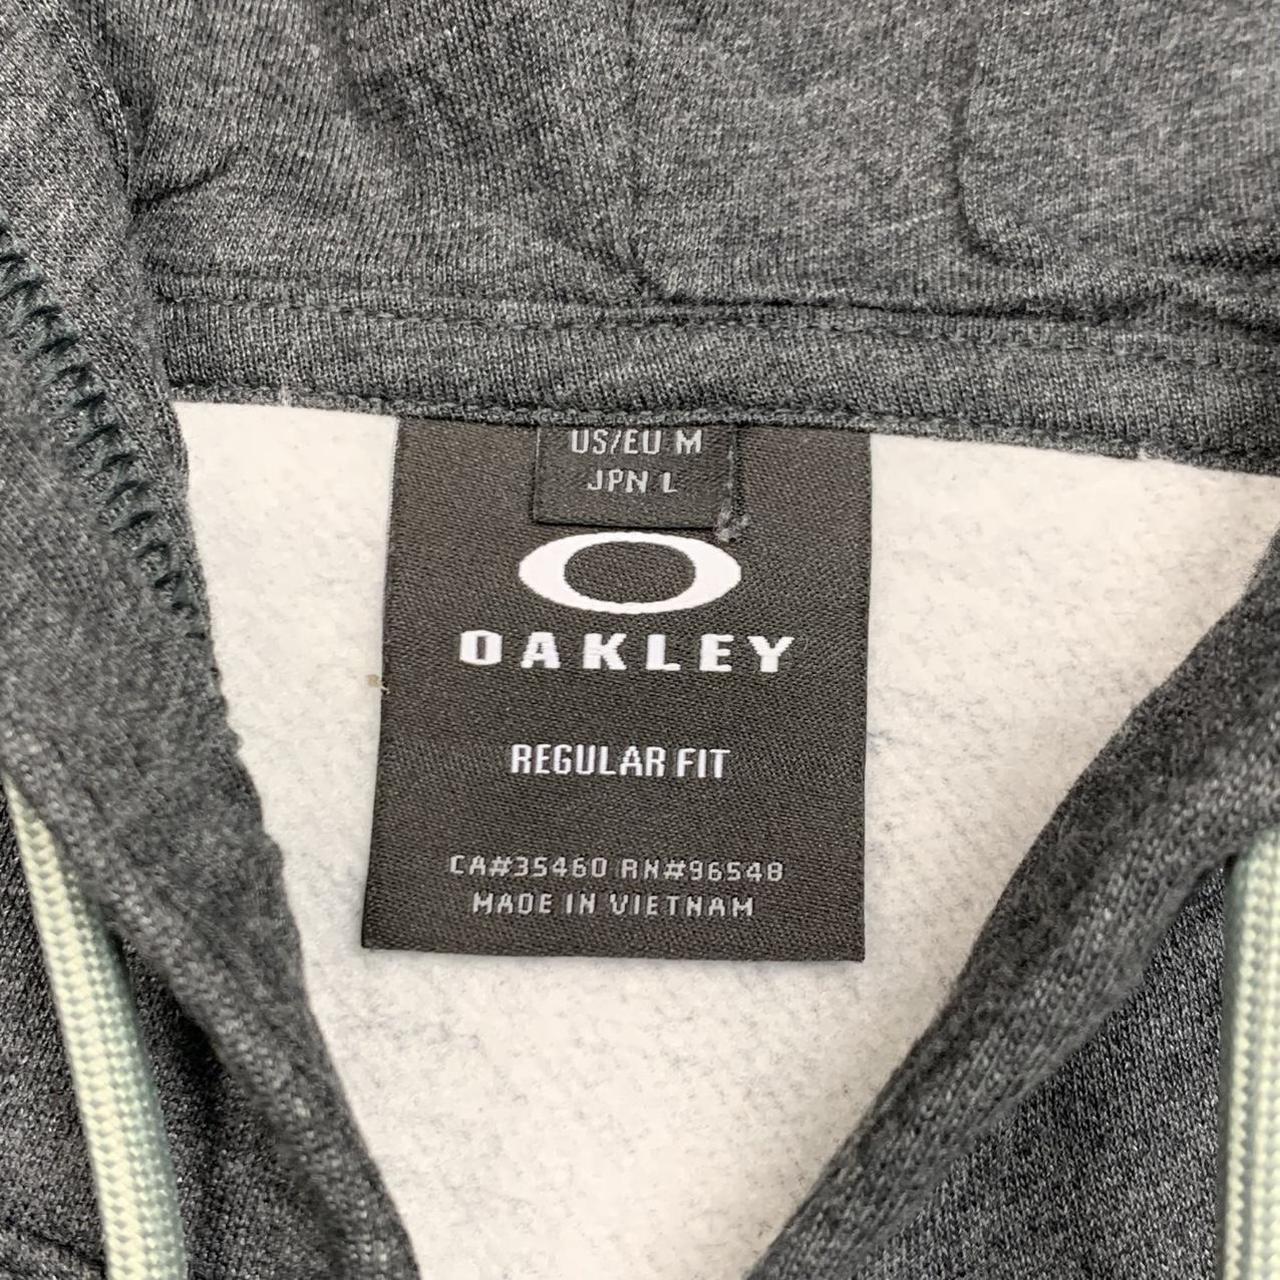 US/EU M
JPN L
OAKLEY
REGULAR FIT
CA#35460 RN#96548
MADE IN VIETNAM